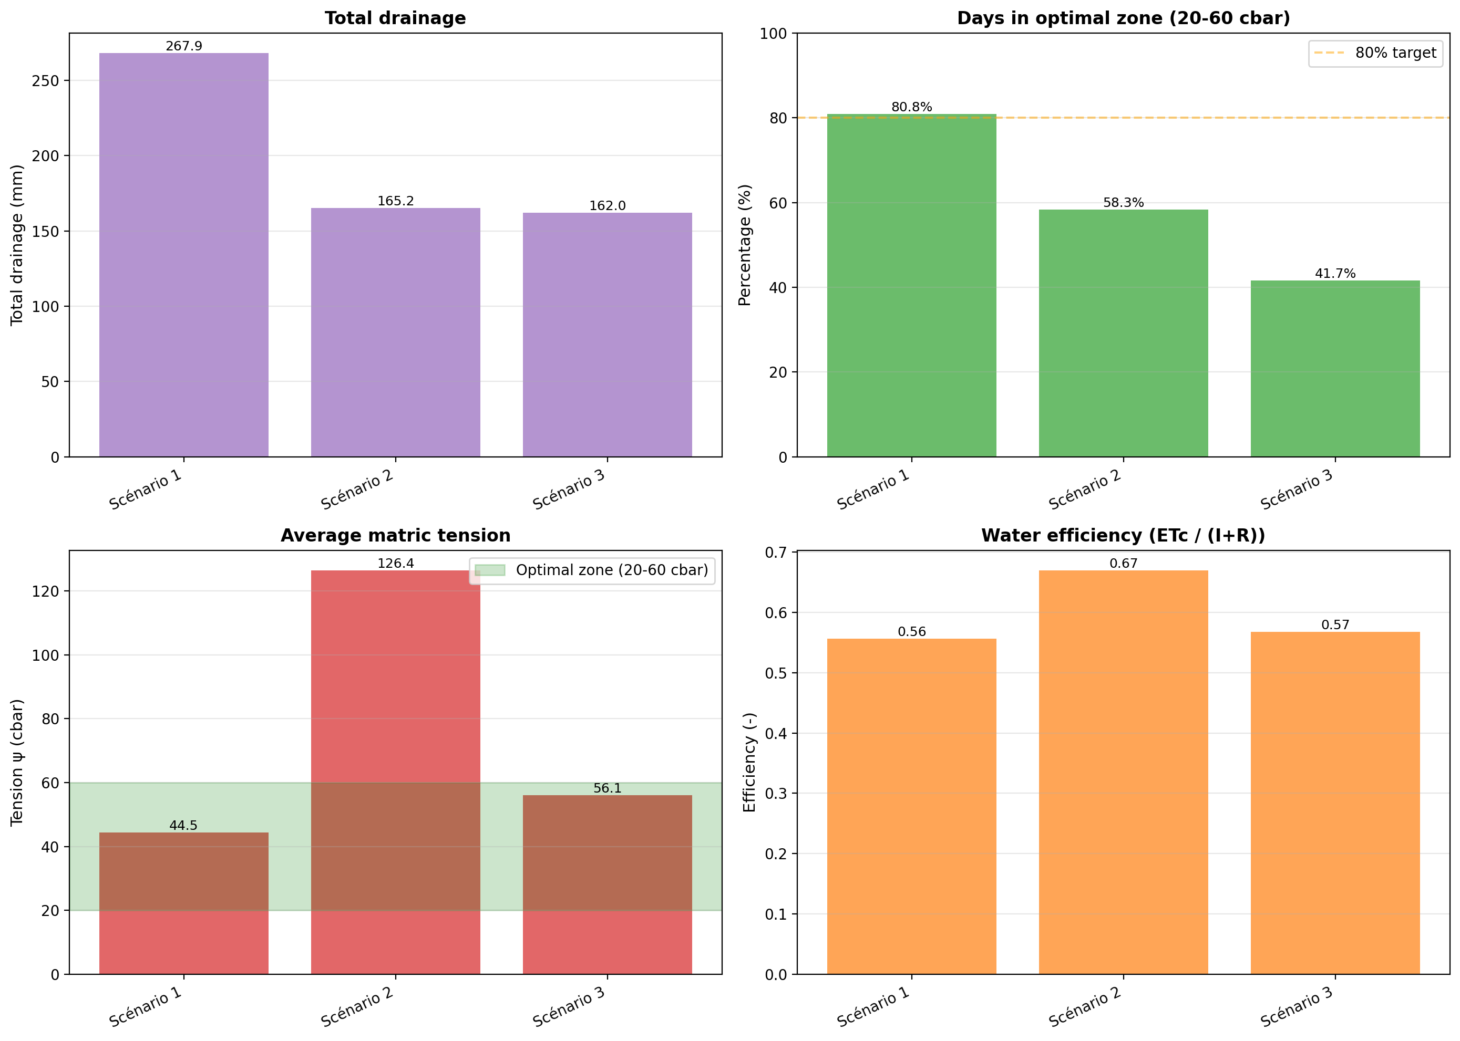 Total drainage
267.9
165.2
162.0
250
200
150
100
50
0
Total drainage (mm)
Scénario 1
Scénario 2
Scénario 3
Days in optimal zone (20-60 cbar)
80% target
80.8%
58.3%
41.7%
100
80
60
40
20
0
Percentage (%)
Scénario 1
Scénario 2
Scénario 3
Average matric tension
Optimal zone (20-60 cbar)
44.5
126.4
56.1
120
100
80
60
40
20
0
Tension ψ (cbar)
Scénario 1
Scénario 2
Scénario 3
Water efficiency (ETc / (I+R))
0.56
0.67
0.57
0.7
0.6
0.5
0.4
0.3
0.2
0.1
0.0
Efficiency (-)
Scénario 1
Scénario 2
Scénario 3